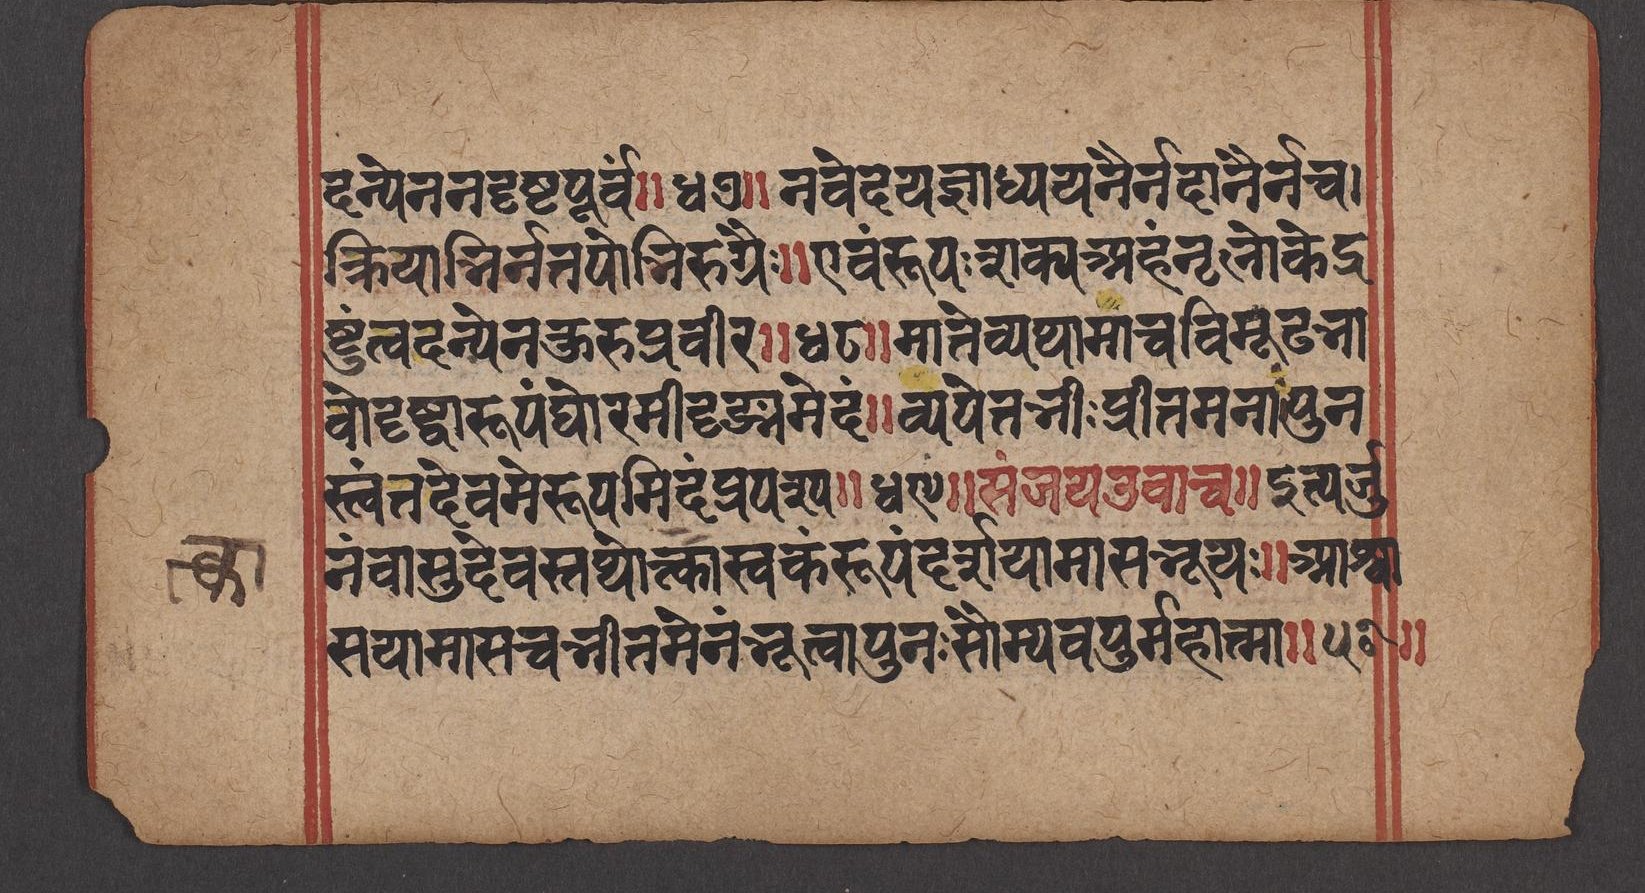 दन्येननदृष्टपूर्वं॥ ४७॥ नवेदयज्ञाध्ययनैर्नदानैर्नच।
क्रियाभिर्नतपोभिरुग्रैः॥एवंरूपःशक्यअहंनृलोकेद्र
ष्टुंत्वदन्येनकुरुप्रवीर॥४८॥मातेव्यथामाचविमूढभा
वोदृष्ट्वारूपंघोरमीदृङ्ममेदं॥व्यपेतभीःप्रीतमनाःपुन
स्त्वंतदेवमेरूपमिदंप्रपश्य॥ ४९॥संजयउवाच॥ इत्यर्जु
नंवासुदेवस्तथोक्त्वास्वकंरूपंदर्शयामासभूयः॥आश्वा
क्त्वा
सयामासचभीतमेनंभूत्वापुनःसौम्यवपुर्महात्मा॥५०॥